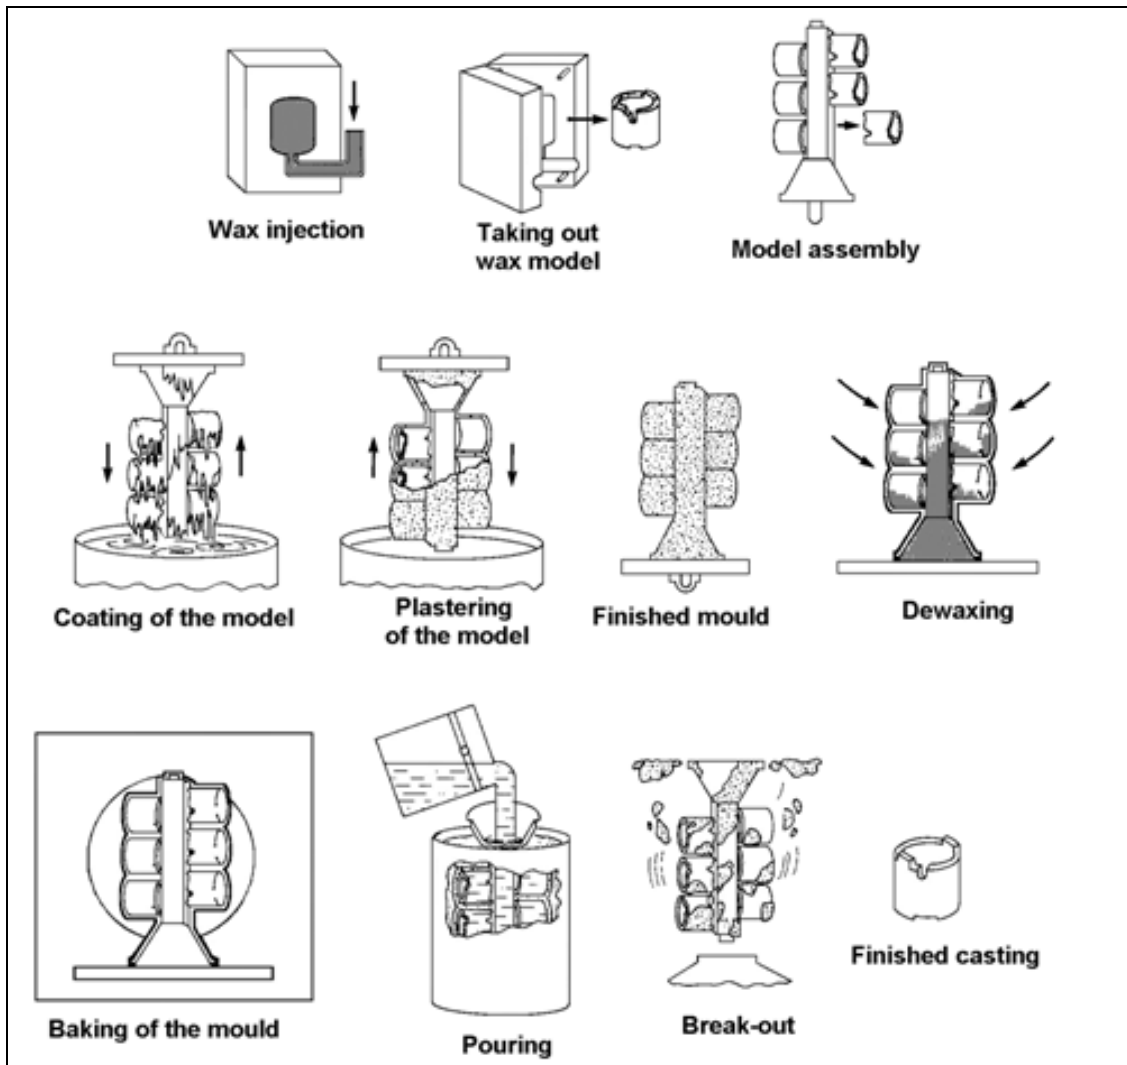 Wax injection
Taking out
wax model
Model assembly
Coating of the model
Plastering
of the model
Finished mould
Dewaxing
Baking of the mould
Pouring
Break-out
Finished casting